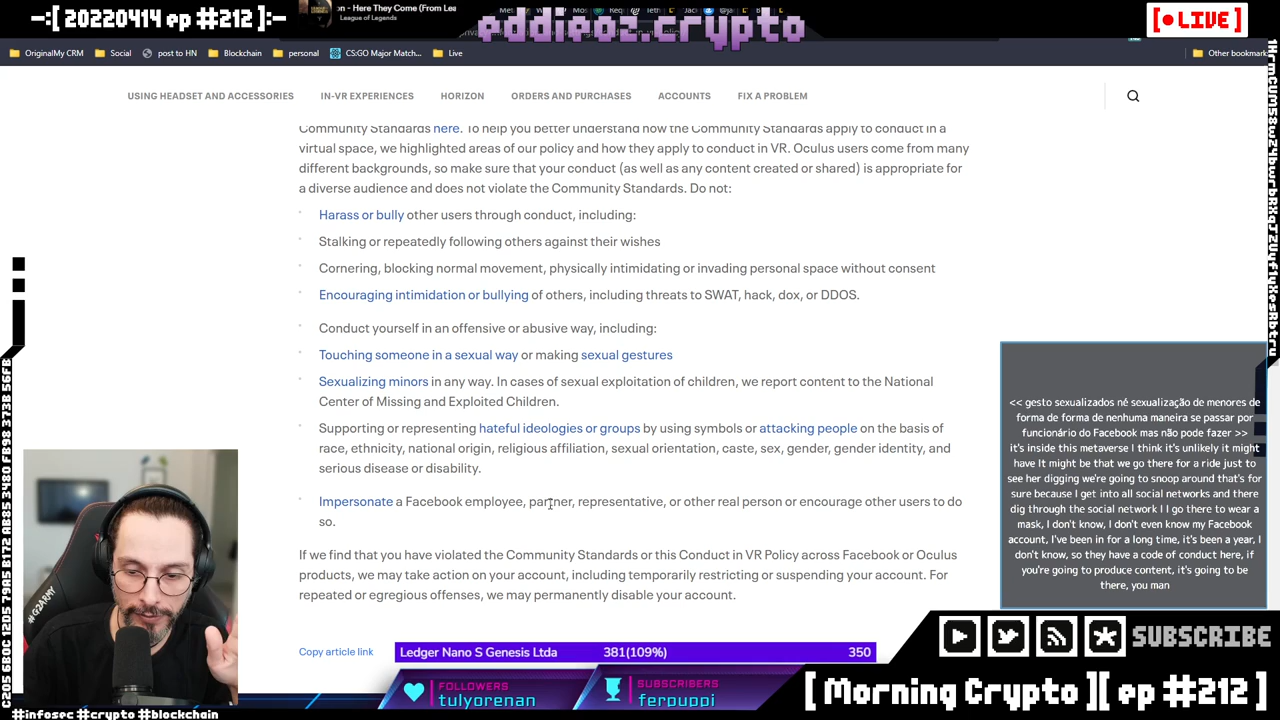 -:[ 20220414 ep #212 ]:-
on - Here They Come (From Lea
League of Legends
eddieoz.crypto
[ LIVE ]
OriginalMy CRM
Social
post to HN
Blockchain
personal
CS:GO Major Match...
Live
Other bookmark
USING HEADSET AND ACCESSORIES
IN-VR EXPERIENCES
HORIZON
ORDERS AND PURCHASES
ACCOUNTS
FIX A PROBLEM
Community Standards here. To help you better understand how the Community Standards apply to conduct in a
virtual space, we highlighted areas of our policy and how they apply to conduct in VR. Oculus users come from many
different backgrounds, so make sure that your conduct (as well as any content created or shared) is appropriate for
a diverse audience and does not violate the Community Standards. Do not:
Harass or bully other users through conduct, including:
Stalking or repeatedly following others against their wishes
Cornering, blocking normal movement, physically intimidating or invading personal space without consent
Encouraging intimidation or bullying of others, including threats to SWAT, hack, dox, or DDOS.
Conduct yourself in an offensive or abusive way, including:
Touching someone in a sexual way or making sexual gestures
Sexualizing minors in any way. In cases of sexual exploitation of children, we report content to the National
Center of Missing and Exploited Children.
Supporting or representing hateful ideologies or groups by using symbols or attacking people on the basis of
race, ethnicity, national origin, religious affiliation, sexual orientation, caste, sex, gender, gender identity, and
serious disease or disability.
Impersonate a Facebook employee, partner, representative, or other real person or encourage other users to do
so.
If we find that you have violated the Community Standards or this Conduct in VR Policy across Facebook or Oculus
products, we may take action on your account, including temporarily restricting or suspending your account. For
repeated or egregious offenses, we may permanently disable your account.
Copy article link
<< gesto sexualizados né sexualização de menores de
forma de forma de nenhuma maneira se passar por
funcionário do Facebook mas não pode fazer >>
it's inside this metaverse I think it's unlikely it might
have It might be that we go there for a ride just to
see her digging we're going to snoop around that's for
sure because I get into all social networks and there
dig through the social network I I go there to wear a
mask, I don't know, I don't even know my Facebook
account, I've been in for a long time, it's been a year, I
don't know, so they have a code of conduct here, if
you're going to produce content, it's going to be
there, you man
Ledger Nano S Genesis Ltda
381(109%)
350
FOLLOWERS
tulyorenan
SUBSCRIBERS
ferpuppi
SUBSCRIBE
[ Morning Crypto ][ ep #212 ]
#infosec #crypto #blockchain
#G2ARMY